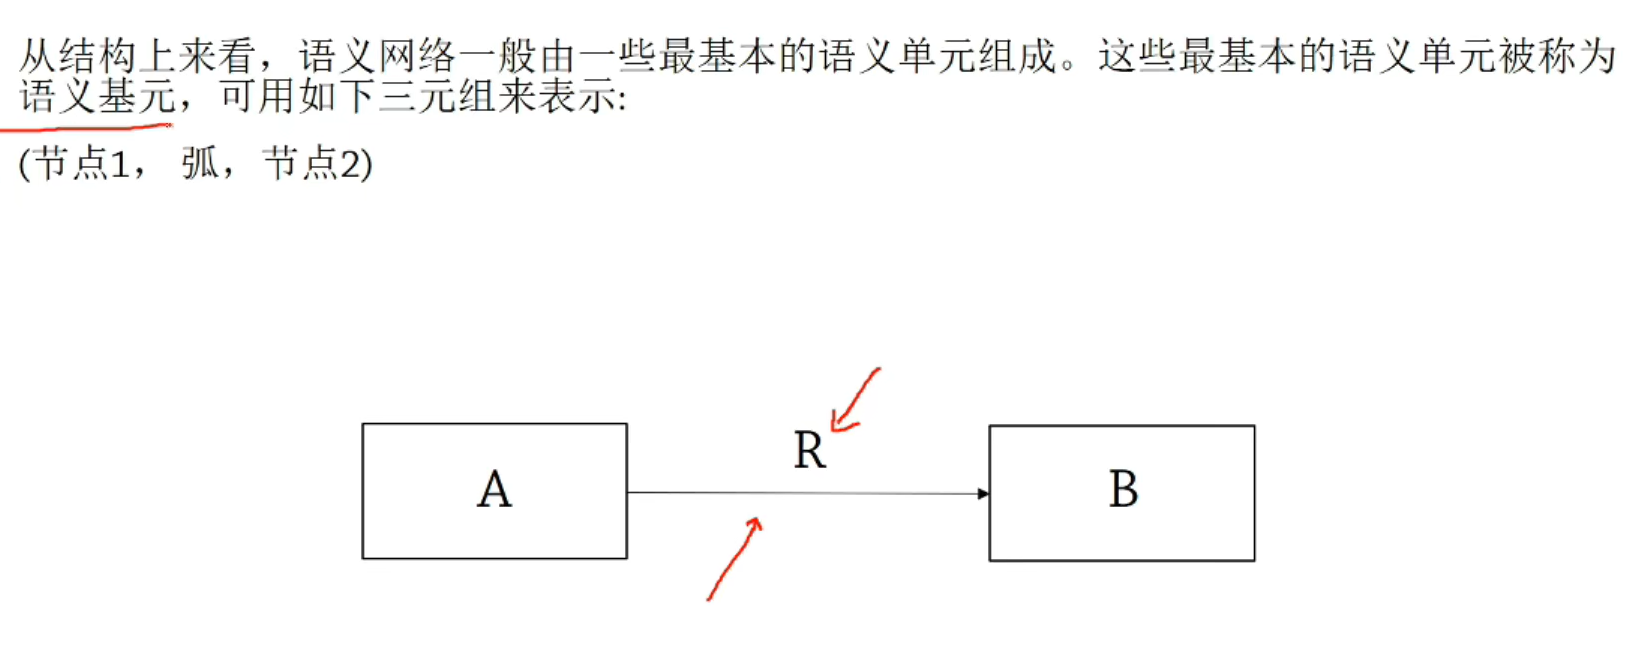 从结构上来看，语义网络一般由一些最基本的语义单元组成。这些最基本的语义单元被称为
语义基元，可用如下三元组来表示:
(节点1， 弧，节点2)
R
A
B